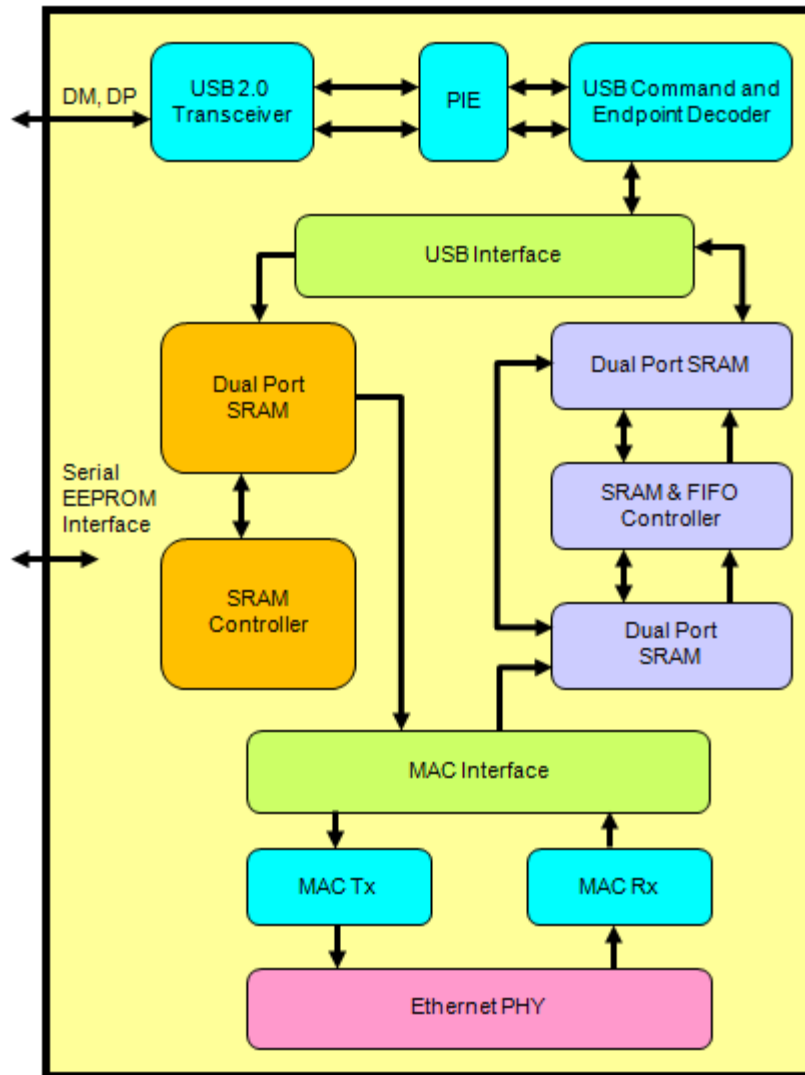 DM, DP
USB 2.0
Transceiver
PIE
USB Command and
Endpoint Decoder
USB Interface
Dual Port
SRAM
Dual Port SRAM
Serial
EEPROM
Interface
SRAM & FIFO
Controller
SRAM
Controller
Dual Port
SRAM
MAC Interface
MAC Tx
MAC Rx
Ethernet PHY